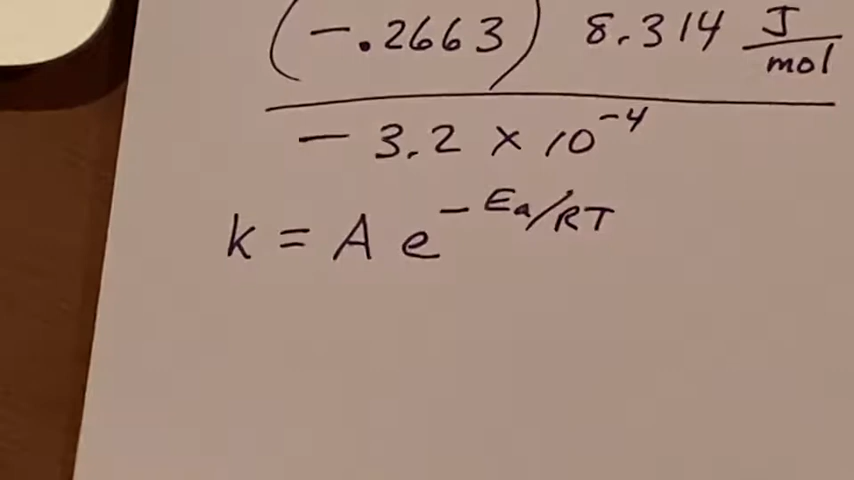 (-.2663) 8.314 J/mol
- 3.2 × 10⁻⁴
k = A e^-Ea/RT